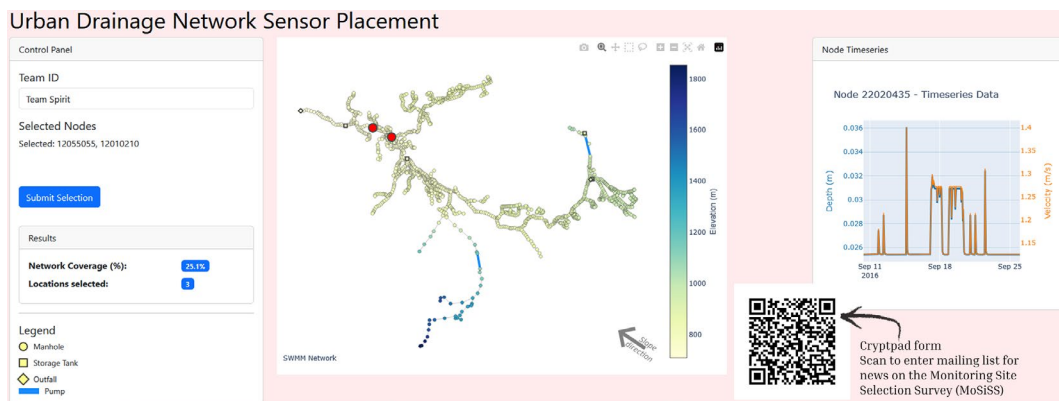 Urban Drainage Network Sensor Placement
Control Panel
Team ID
Team Spirit
Selected Nodes
Selected: 12055055, 12010210
Submit Selection
Results
Network Coverage (%): 25.1%
Locations selected: 3
Legend
Manhole
Storage Tank
Outfall
Pump
1800
1600
1400
1200
1000
800
Elevation (m)
Slope
direction
SWMM Network
Node Timeseries
Node 22020435 - Timeseries Data
0.036
0.034
0.032
0.03
0.028
0.026
Depth (m)
1.4
1.35
1.3
1.25
1.2
1.15
Velocity (m/s)
Sep 11
2016
Sep 18
Sep 25
Cryptpad form
Scan to enter mailing list for
news on the Monitoring Site
Selection Survey (MoSiSS)